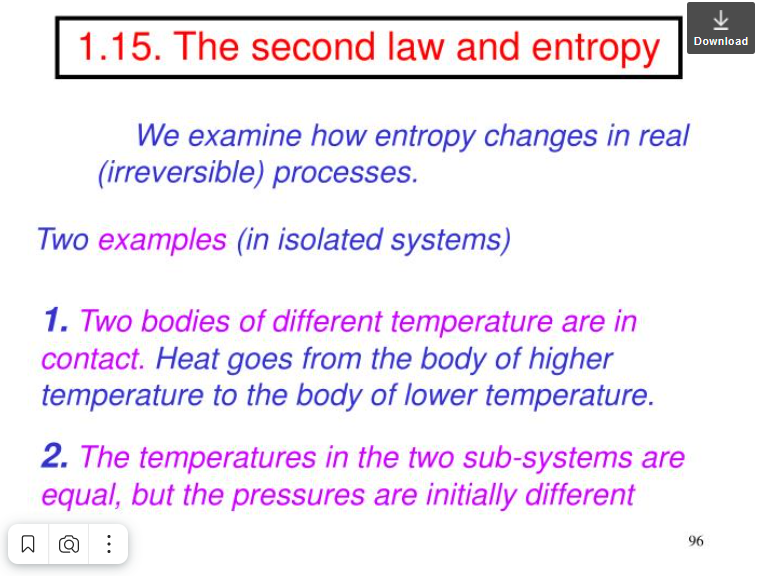 1.15. The second law and entropy
Download
We examine how entropy changes in real
(irreversible) processes.
Two examples (in isolated systems)
1. Two bodies of different temperature are in
contact. Heat goes from the body of higher
temperature to the body of lower temperature.
2. The temperatures in the two sub-systems are
equal, but the pressures are initially different
96